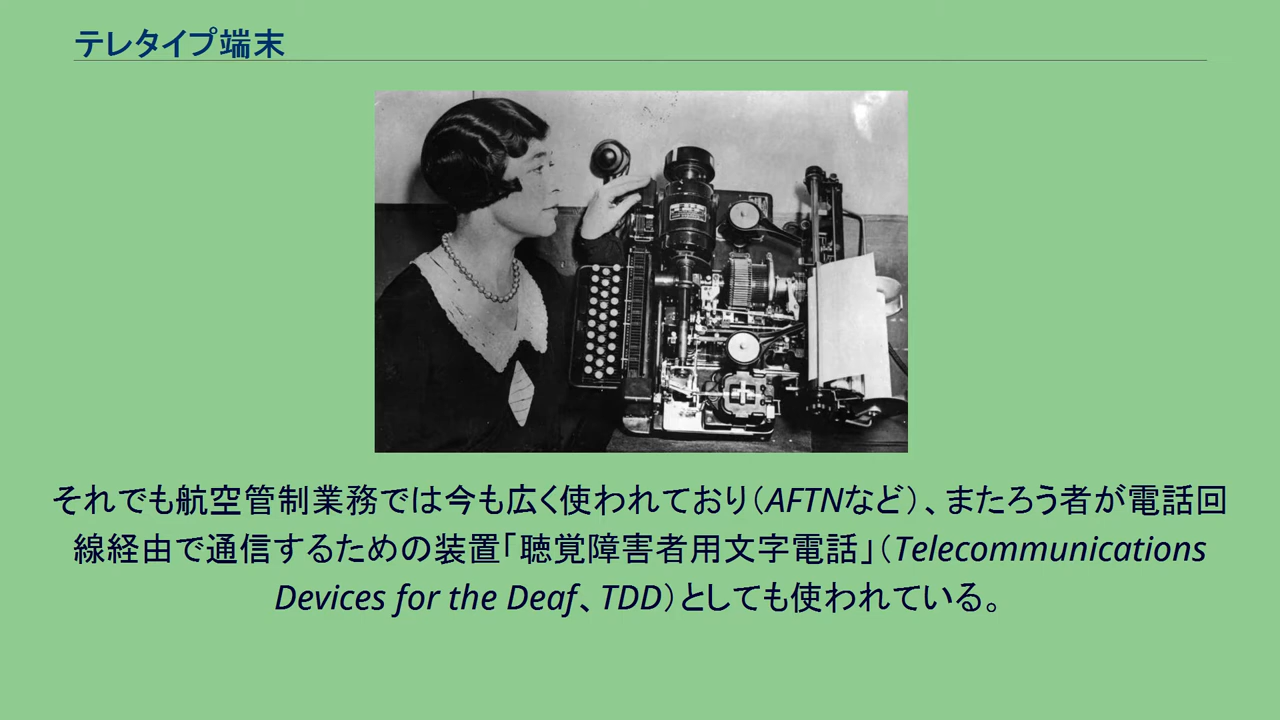 テレタイプ端末
それでも航空管制業務では今も広く使われており（AFTNなど）、またろう者が電話回
線経由で通信するための装置「聴覚障害者用文字電話」（Telecommunications
Devices for the Deaf、TDD）としても使われている。